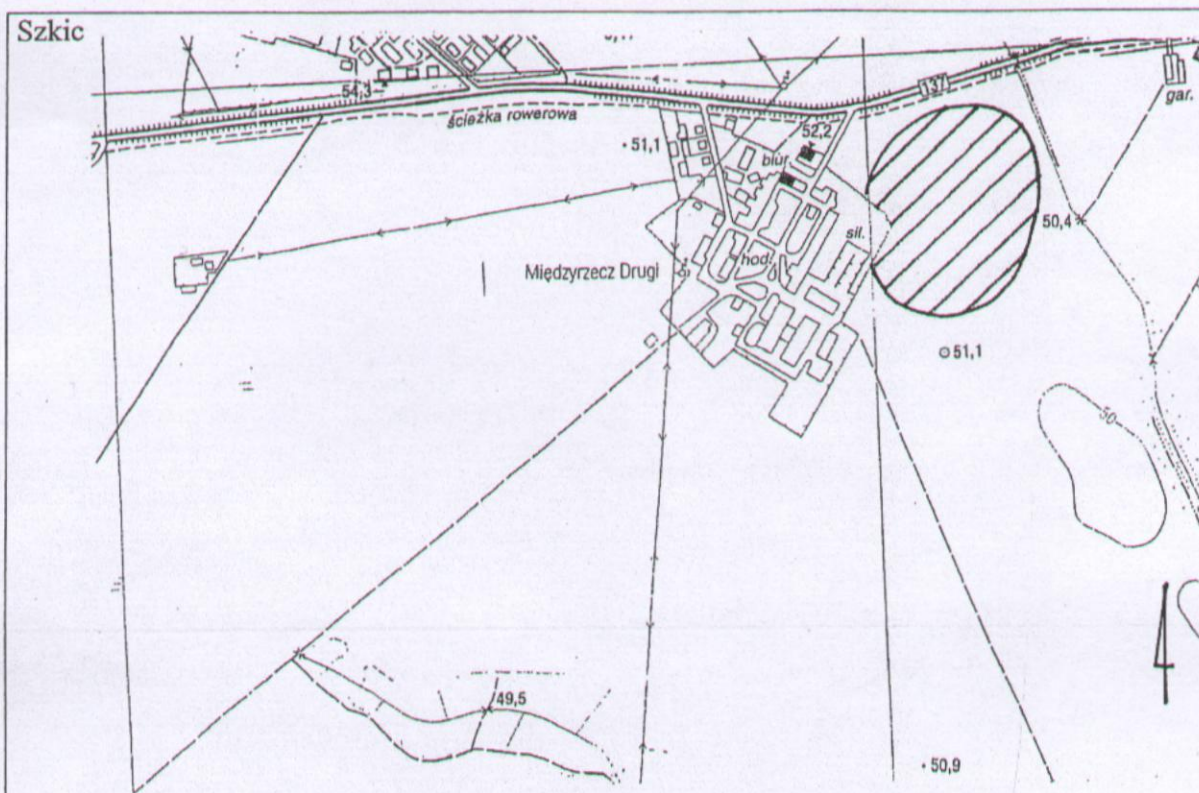 Szkic
54,3
ścieżka rowerowa
137
gar.
51,1
52,2
biur.
50,4
sil.
Międzyrzecz Drugi
hod.
51,1
50
49,5
50,9